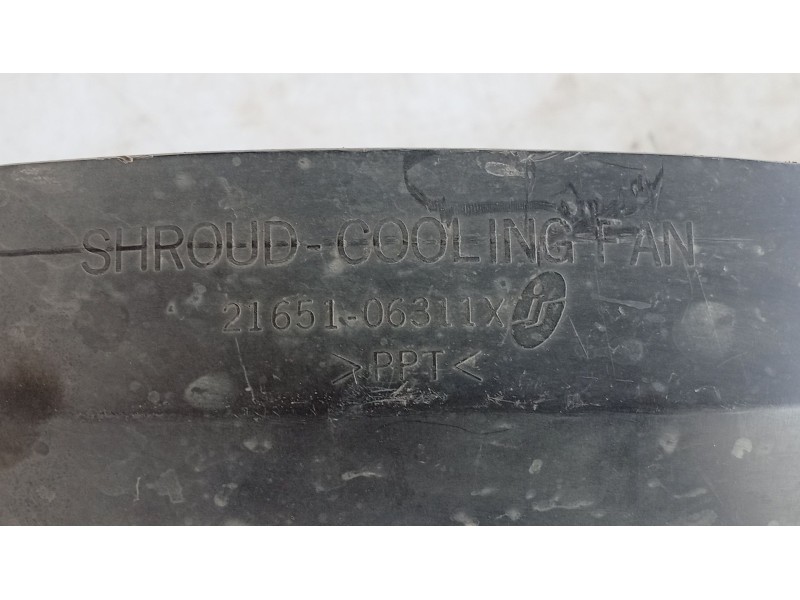 SHROUD-COOLING FAN
21651-06311X
>PPT<